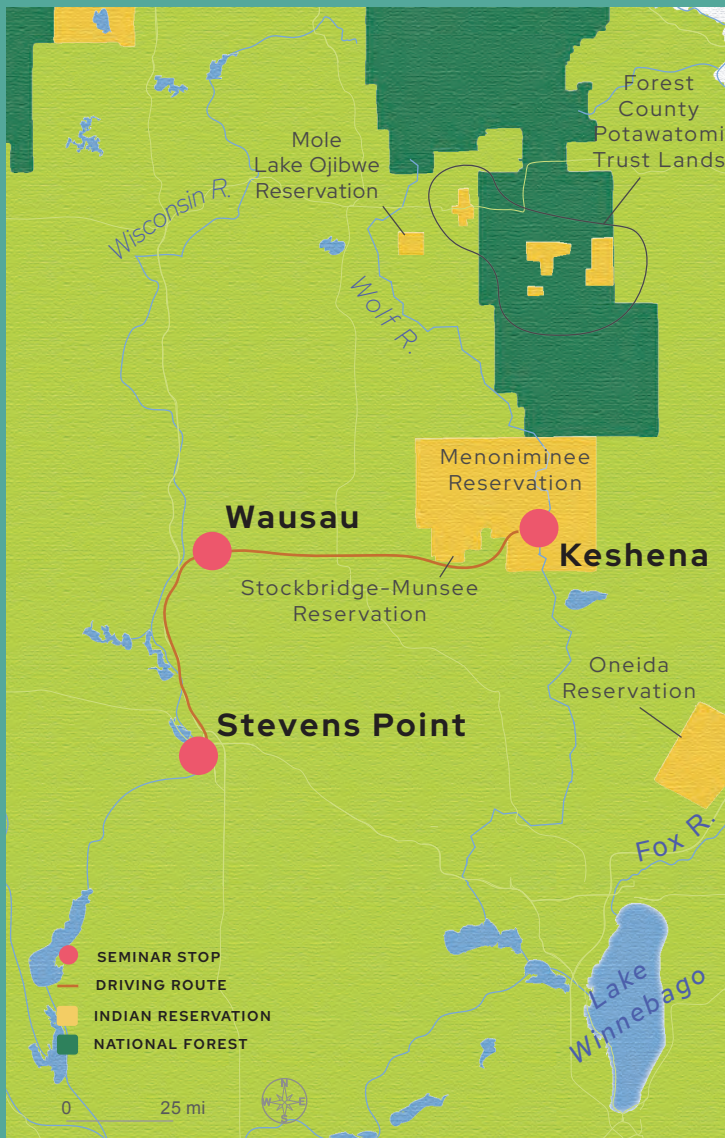 Forest
County
Potawatomi
Trust Lands
Mole
Lake Ojibwe
Reservation
Wisconsin R.
Wolf R.
Menoniminee
Reservation
Wausau
Keshena
Stockbridge-Munsee
Reservation
Oneida
Reservation
Stevens Point
Fox R.
Lake
Winnebago
SEMINAR STOP
DRIVING ROUTE
INDIAN RESERVATION
NATIONAL FOREST
0 25 mi
N
W E
S